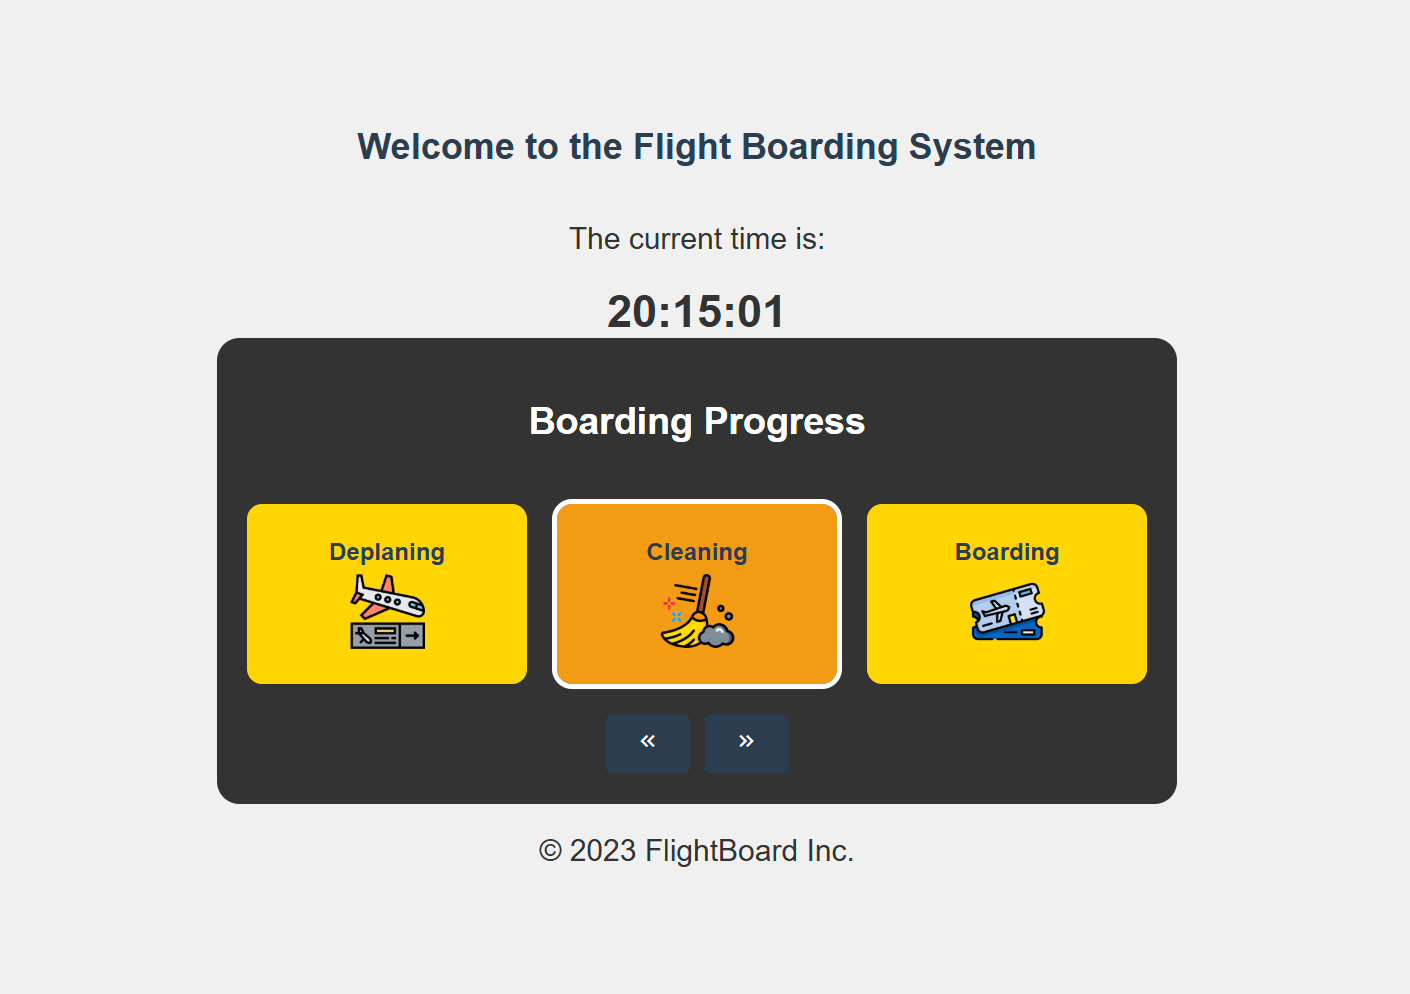 Welcome to the Flight Boarding System
The current time is:
20:15:01
Boarding Progress
Deplaning
Cleaning
Boarding
« »
© 2023 FlightBoard Inc.